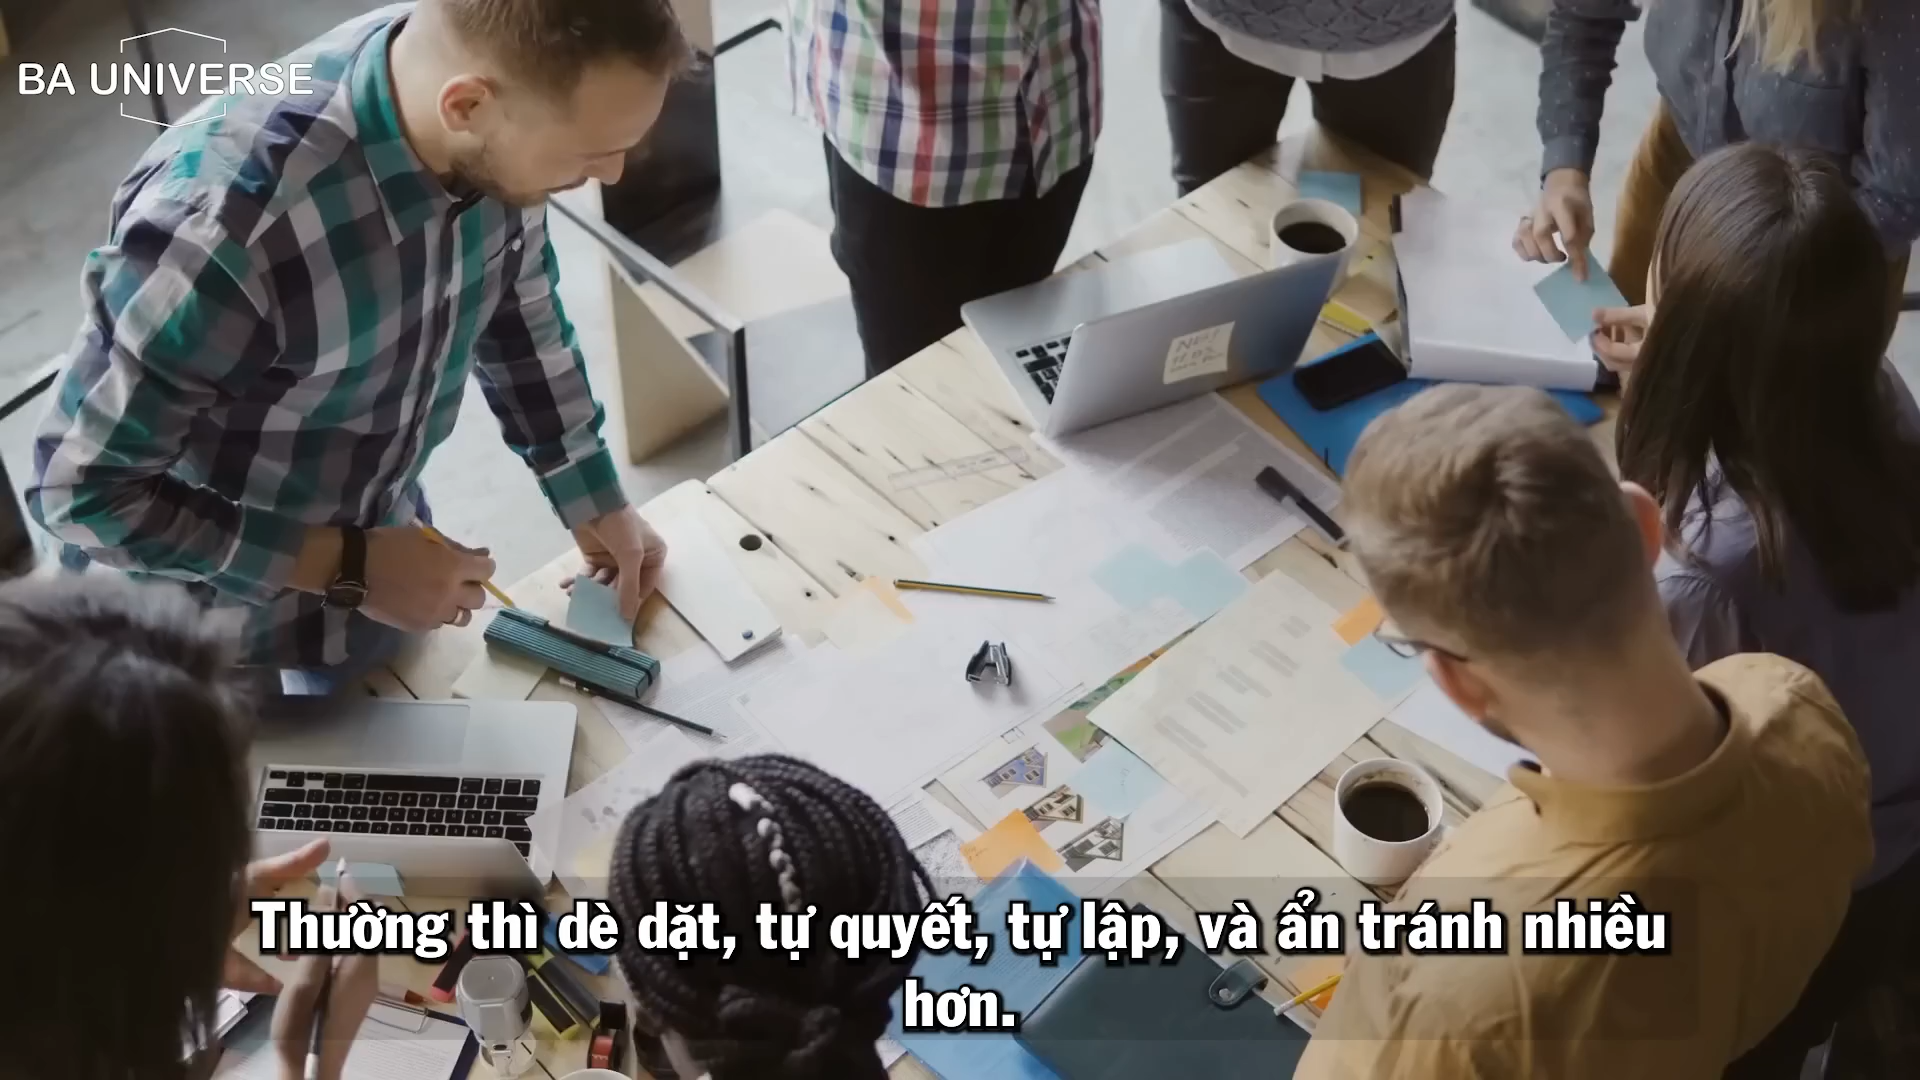 BA UNIVERSE
Thường thì dè dặt, tự quyết, tự lập, và ẩn tránh nhiều
hơn.